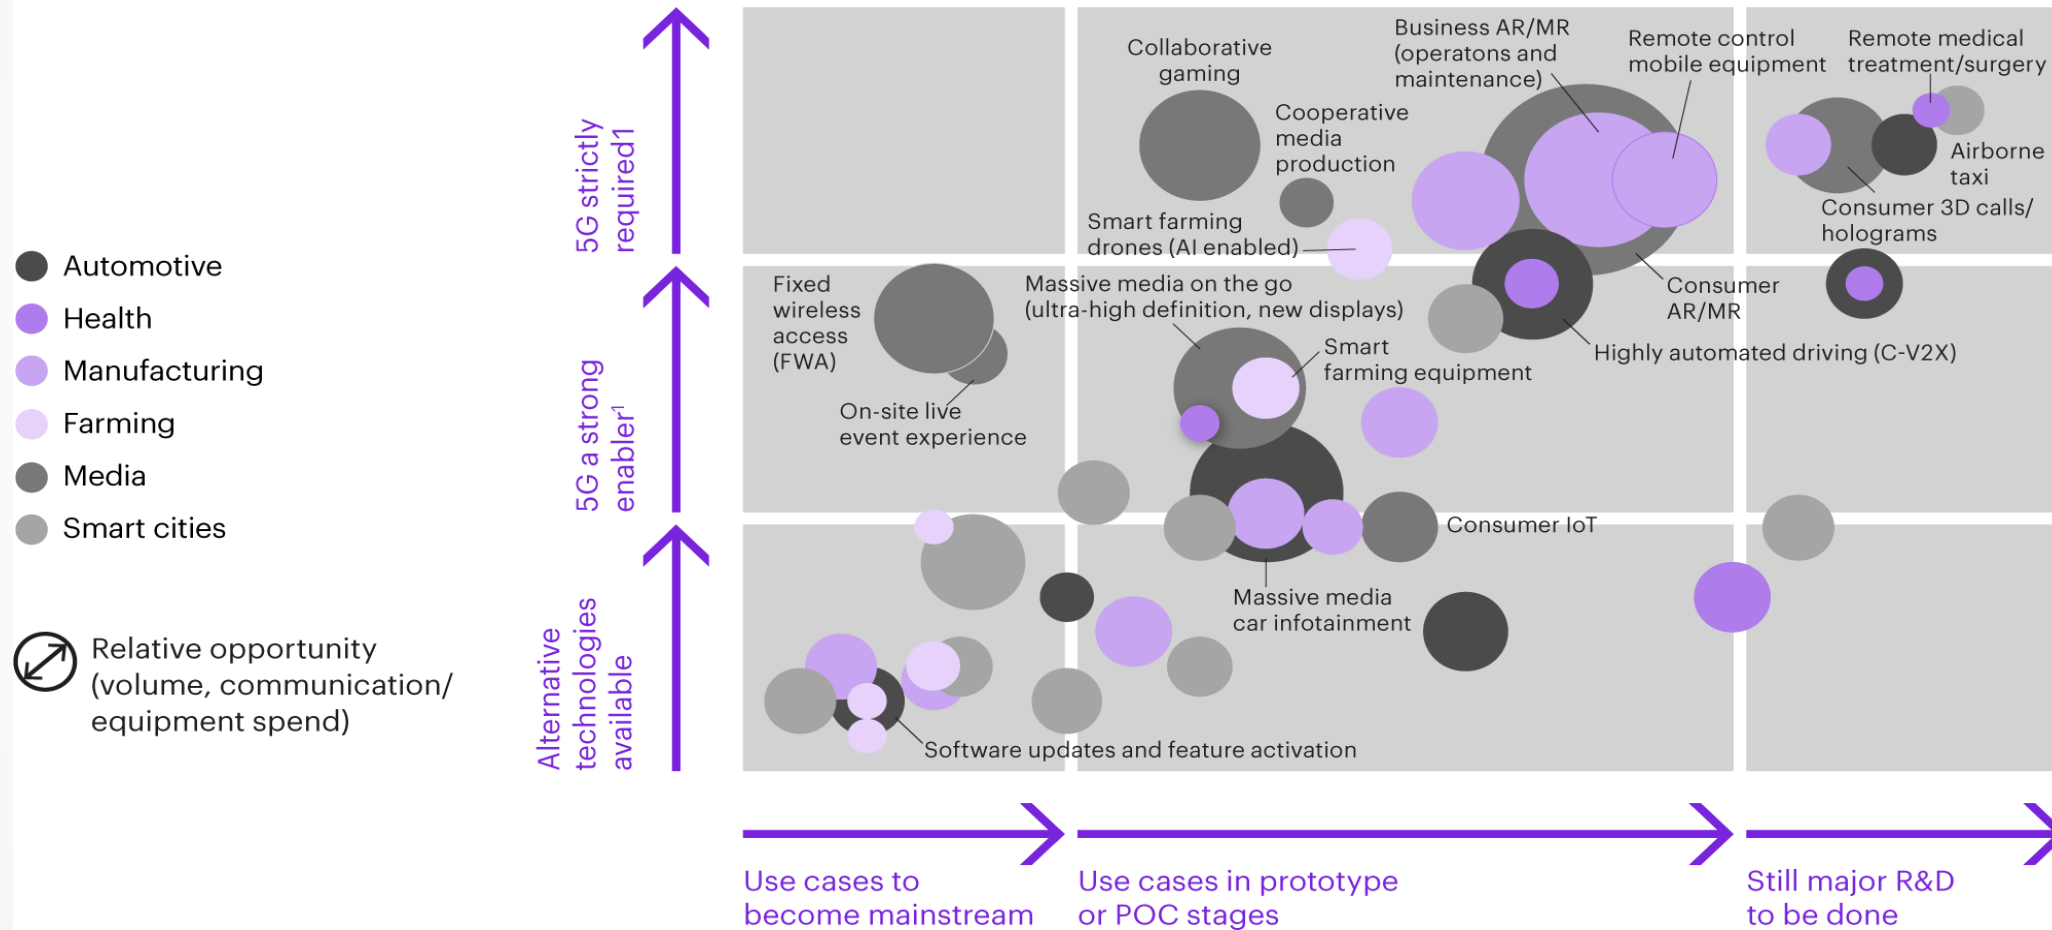 Automotive
Health
Manufacturing
Farming
Media
Smart cities
Relative opportunity
(volume, communication/
equipment spend)
5G strictly
required1
5G a strong
enabler¹
Alternative
technologies
available
Collaborative
gaming
Cooperative
media
production
Business AR/MR
(operatons and
maintenance)
Remote control
mobile equipment
Remote medical
treatment/surgery
Airborne
taxi
Consumer 3D calls/
holograms
Smart farming
drones (AI enabled)
Fixed
wireless
access
(FWA)
Massive media on the go
(ultra-high definition, new displays)
Consumer
AR/MR
Highly automated driving (C-V2X)
Smart
farming equipment
On-site live
event experience
Consumer IoT
Massive media
car infotainment
Software updates and feature activation
Use cases to
become mainstream
Use cases in prototype
or POC stages
Still major R&D
to be done